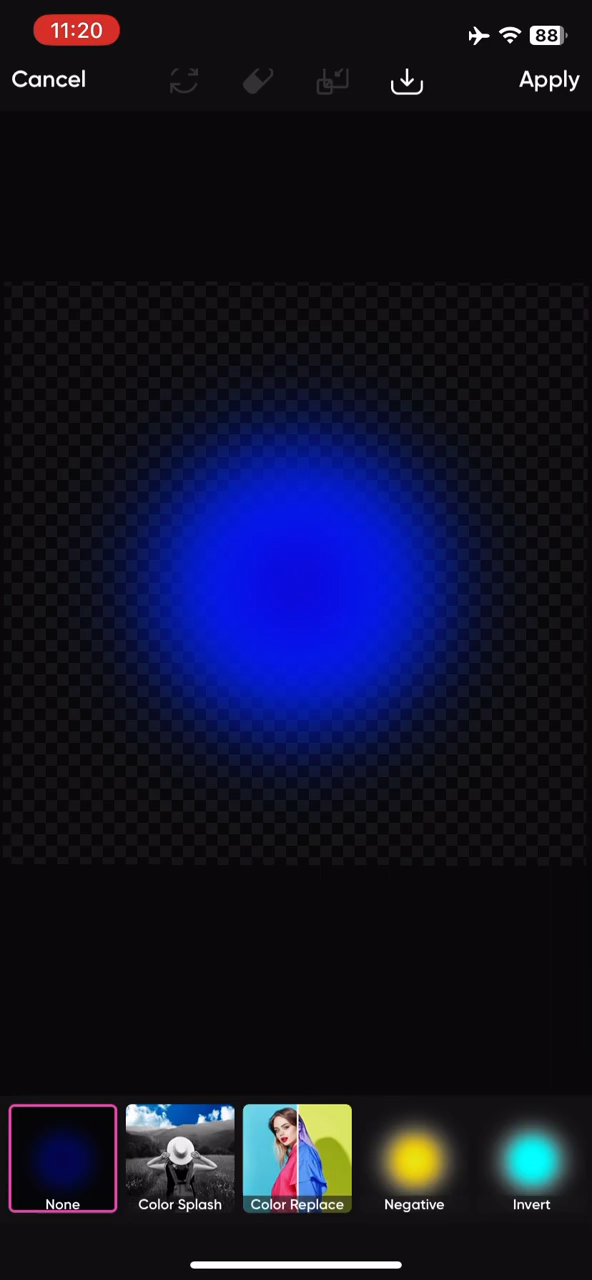 11:20
88
Cancel
Apply
None
Color Splash
Color Replace
Negative
Invert